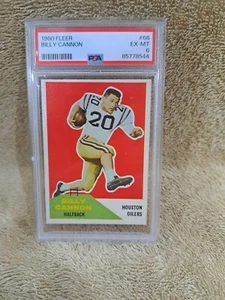 1960 FLEER #66
BILLY CANNON EX-MT
6
PSA 85778544
20
BILLY
CANNON
HALFBACK
HOUSTON
OILERS